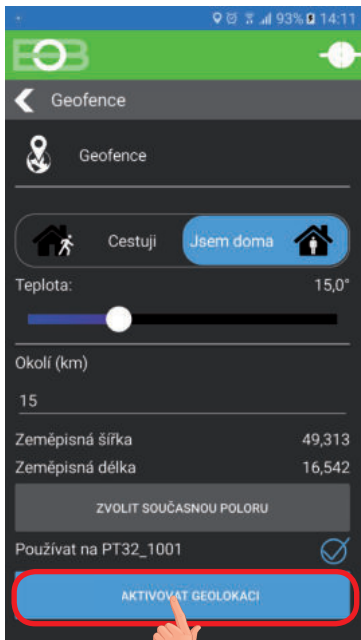 93% 14:11
EOB
Geofence
Geofence
Cestuji Jsem doma
Teplota: 15,0°
Okolí (km)
15
Zeměpisná šířka 49,313
Zeměpisná délka 16,542
ZVOLIT SOUČASNOU POLORU
Používat na PT32_1001
AKTIVOVAT GEOLOKACI